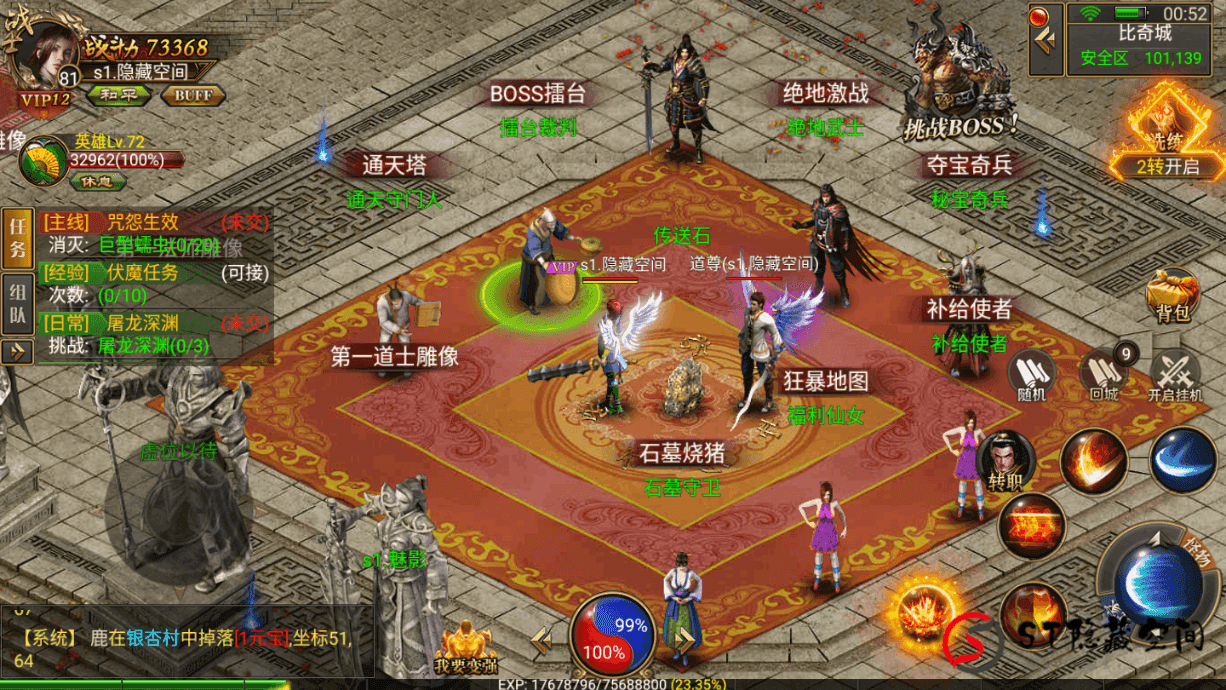 战士
战斗力 73368
s1.隐藏空间
81
VIP12
和平
BUFF
00:52
比奇城
安全区 101,139
BOSS擂台
擂台裁判
绝地激战
绝地武士
挑战BOSS!
洗练
2转开启
雕像
英雄Lv.72
32962(100%)
休息
通天塔
通天守门人
夺宝奇兵
秘宝奇兵
任务
[主线] 咒怨生效 (未交)
消灭: 巨型蠕虫(0/20)
[经验] 伏魔任务 (可接)
次数: (0/10)
组队
[日常] 屠龙深渊 (未交)
挑战: 屠龙深渊(0/3)
传送石
VIP s1.隐藏空间
道尊(s1.隐藏空间)
背包
补给使者
补给使者
第一道士雕像
狂暴地图
福利仙女
随机
9
回城
开启挂机
石墓烧猪
石墓守卫
虚位以待
转职
s1.魅影
怪物
【系统】 鹿在银杏村中掉落[1元宝],坐标51,
64
我要变强
99%
100%
ST隐藏空间
EXP: 17678796/75688800 (23.35%)